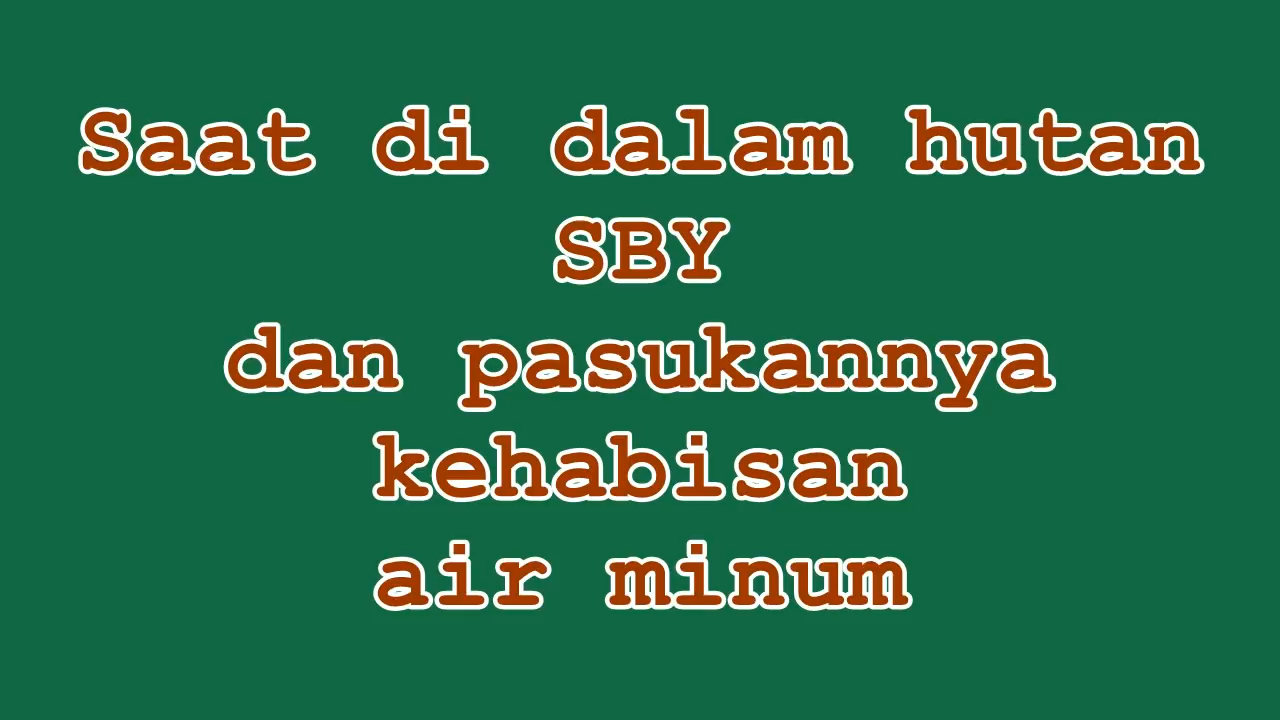 Saat di dalam hutan
SBY
dan pasukannya
kehabisan
air minum